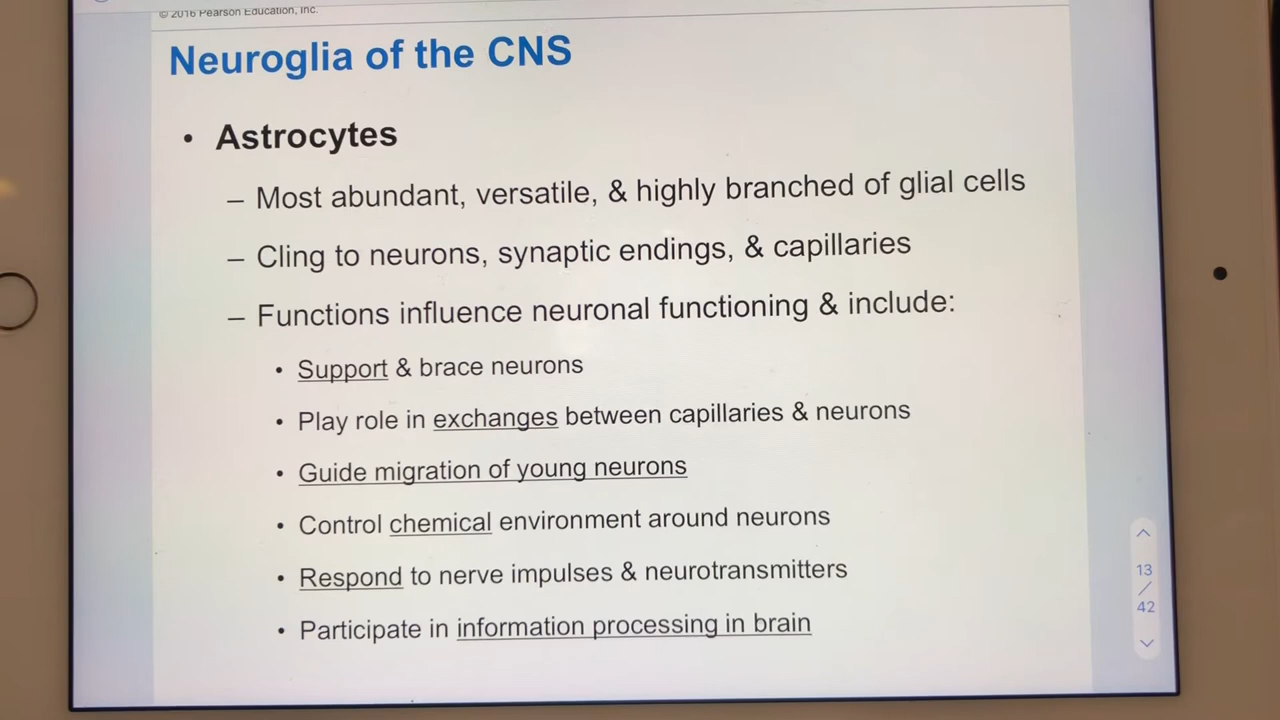 © 2016 Pearson Education, Inc.
Neuroglia of the CNS
• Astrocytes
– Most abundant, versatile, & highly branched of glial cells
– Cling to neurons, synaptic endings, & capillaries
– Functions influence neuronal functioning & include:
• Support & brace neurons
• Play role in exchanges between capillaries & neurons
• Guide migration of young neurons
• Control chemical environment around neurons
• Respond to nerve impulses & neurotransmitters
• Participate in information processing in brain
13
/
42